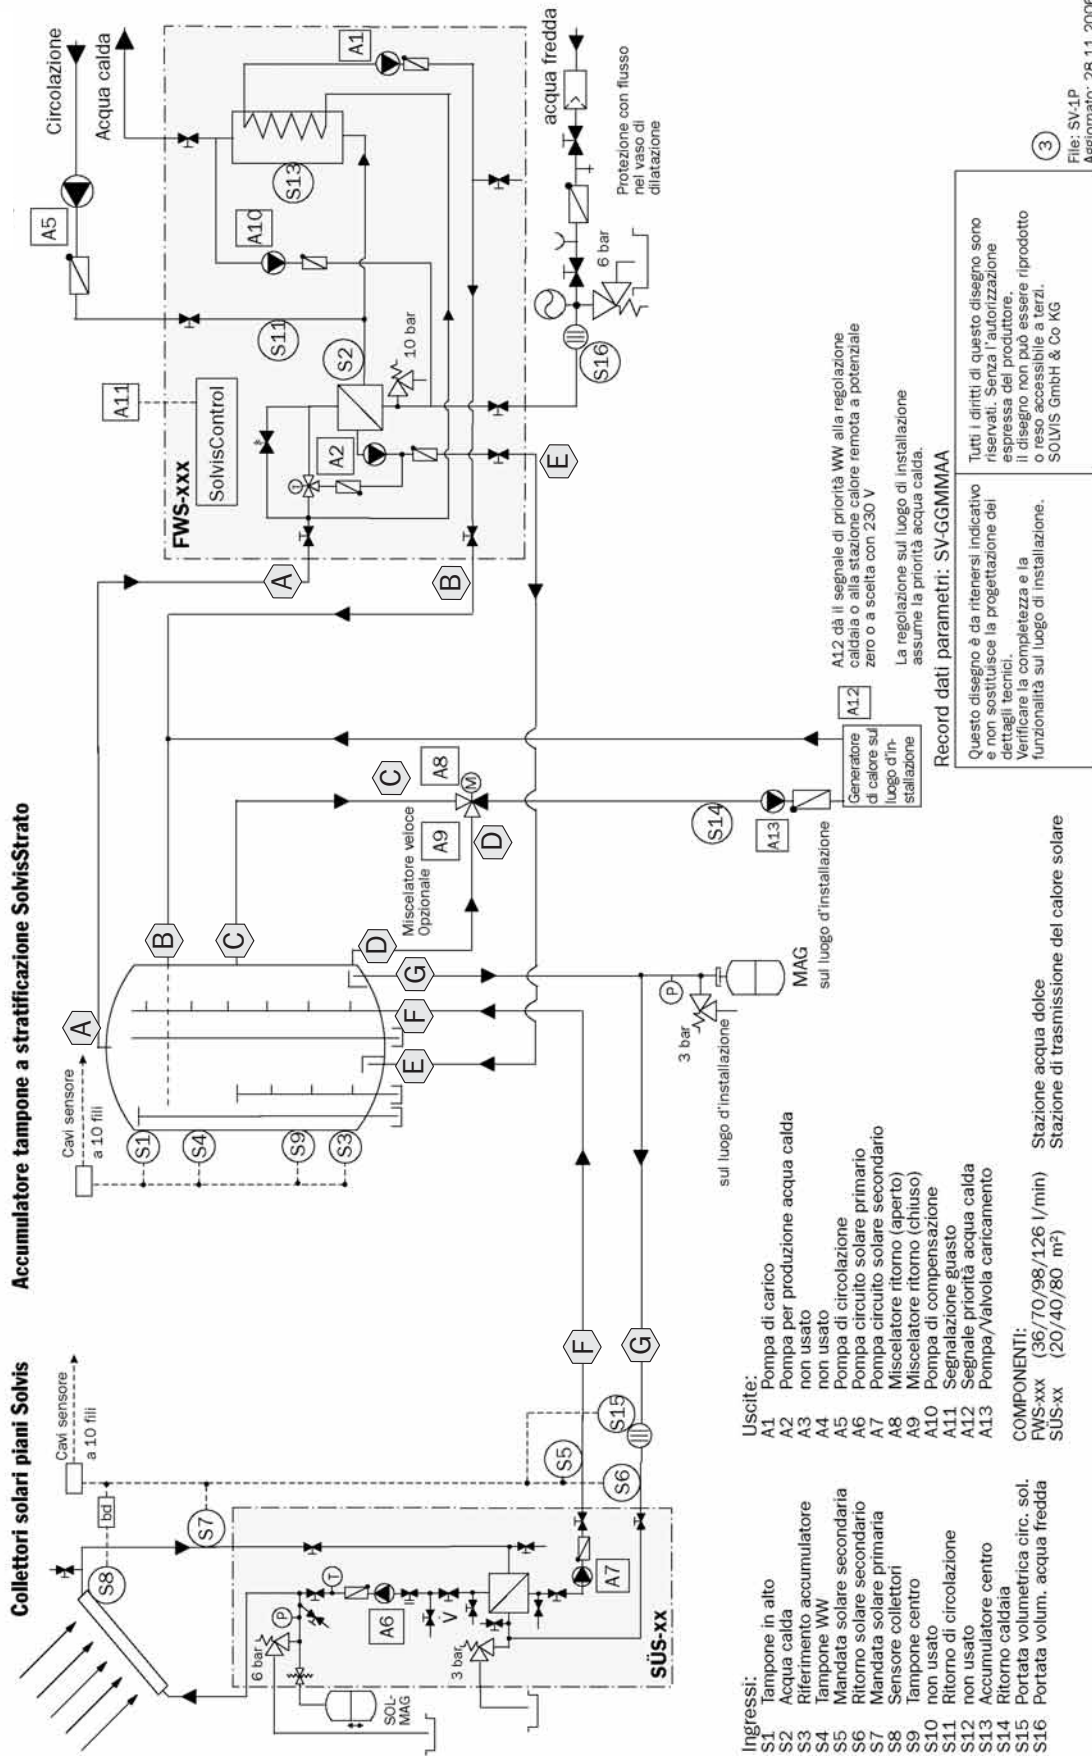 Collettori solari piani Solvis
Accumulatore tampone a stratificazione SolvisStrato
Cavi sensore
a 10 fili
S8
bd
S7
6 bar
P
T
SOL-
MAG
A6
V
3 bar
A7
SÜS-xx
S5
S6
S15
F
G
Cavi sensore
a 10 fili
S1
S4
S9
S3
A
B
C
D
G
F
E
Miscelatore veloce
Opzionale
A9
A8
M
C
D
P
3 bar
MAG
sul luogo d'installazione
sul luogo d'installazione
S14
A13
sul luogo d'installazione
Generatore
di calore sul
luogo d'in-
stallazione
A12
A12 dà il segnale di priorità WW alla regolazione
caldaia o alla stazione calore remota a potenziale
zero o a scelta con 230 V
La regolazione sul luogo di installazione
assume la priorità acqua calda.
A
B
E
FWS-xxx
SolvisControl
A11
T
A2
S2
10 bar
S11
A10
S13
A1
A5
Circolazione
Acqua calda
acqua fredda
S16
6 bar
Protezione con flusso
nel vaso di
dilatazione
Ingressi:
S1 Tampone in alto
S2 Acqua calda
S3 Riferimento accumulatore
S4 Tampone WW
S5 Mandata solare secondaria
S6 Ritorno solare secondario
S7 Mandata solare primaria
S8 Sensore collettori
S9 Tampone centro
S10 non usato
S11 Ritorno di circolazione
S12 non usato
S13 Accumulatore centro
S14 Ritorno caldaia
S15 Portata volumetrica circ. sol.
S16 Portata volum. acqua fredda
Uscite:
A1 Pompa di carico
A2 Pompa per produzione acqua calda
A3 non usato
A4 non usato
A5 Pompa di circolazione
A6 Pompa circuito solare primario
A7 Pompa circuito solare secondario
A8 Miscelatore ritorno (aperto)
A9 Miscelatore ritorno (chiuso)
A10 Pompa di compensazione
A11 Segnalazione guasto
A12 Segnale priorità acqua calda
A13 Pompa/Valvola caricamento
COMPONENTI:
FWS-xxx (36/70/98/126 l/min) Stazione acqua dolce
SÜS-xx (20/40/80 m²) Stazione di trasmissione del calore solare
Record dati parametri: SV-GGMMAA
Questo disegno è da ritenersi indicativo
e non sostituisce la progettazione dei
dettagli tecnici.
Verificare la completezza e la
funzionalità sul luogo di installazione.
Tutti i diritti di questo disegno sono
riservati. Senza l'autorizzazione
espressa del produttore.
il disegno non può essere riprodotto
o reso accessibile a terzi.
SOLVIS GmbH & Co KG
3
File: SV-1P
Aggiornato: 28.11.2006